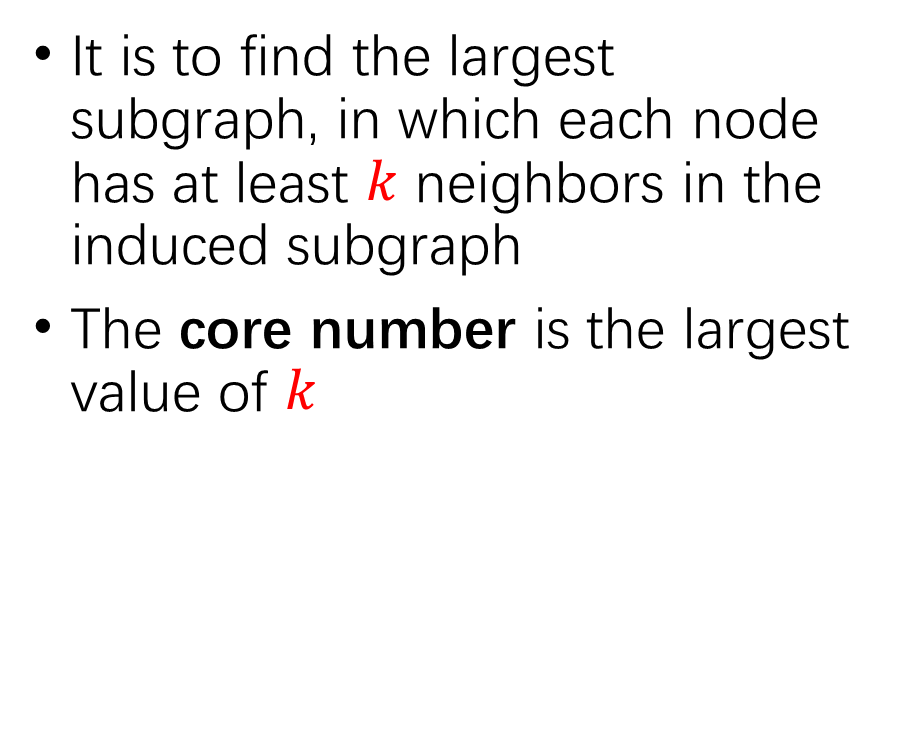 • It is to find the largest
subgraph, in which each node
has at least k neighbors in the
induced subgraph
• The core number is the largest
value of k